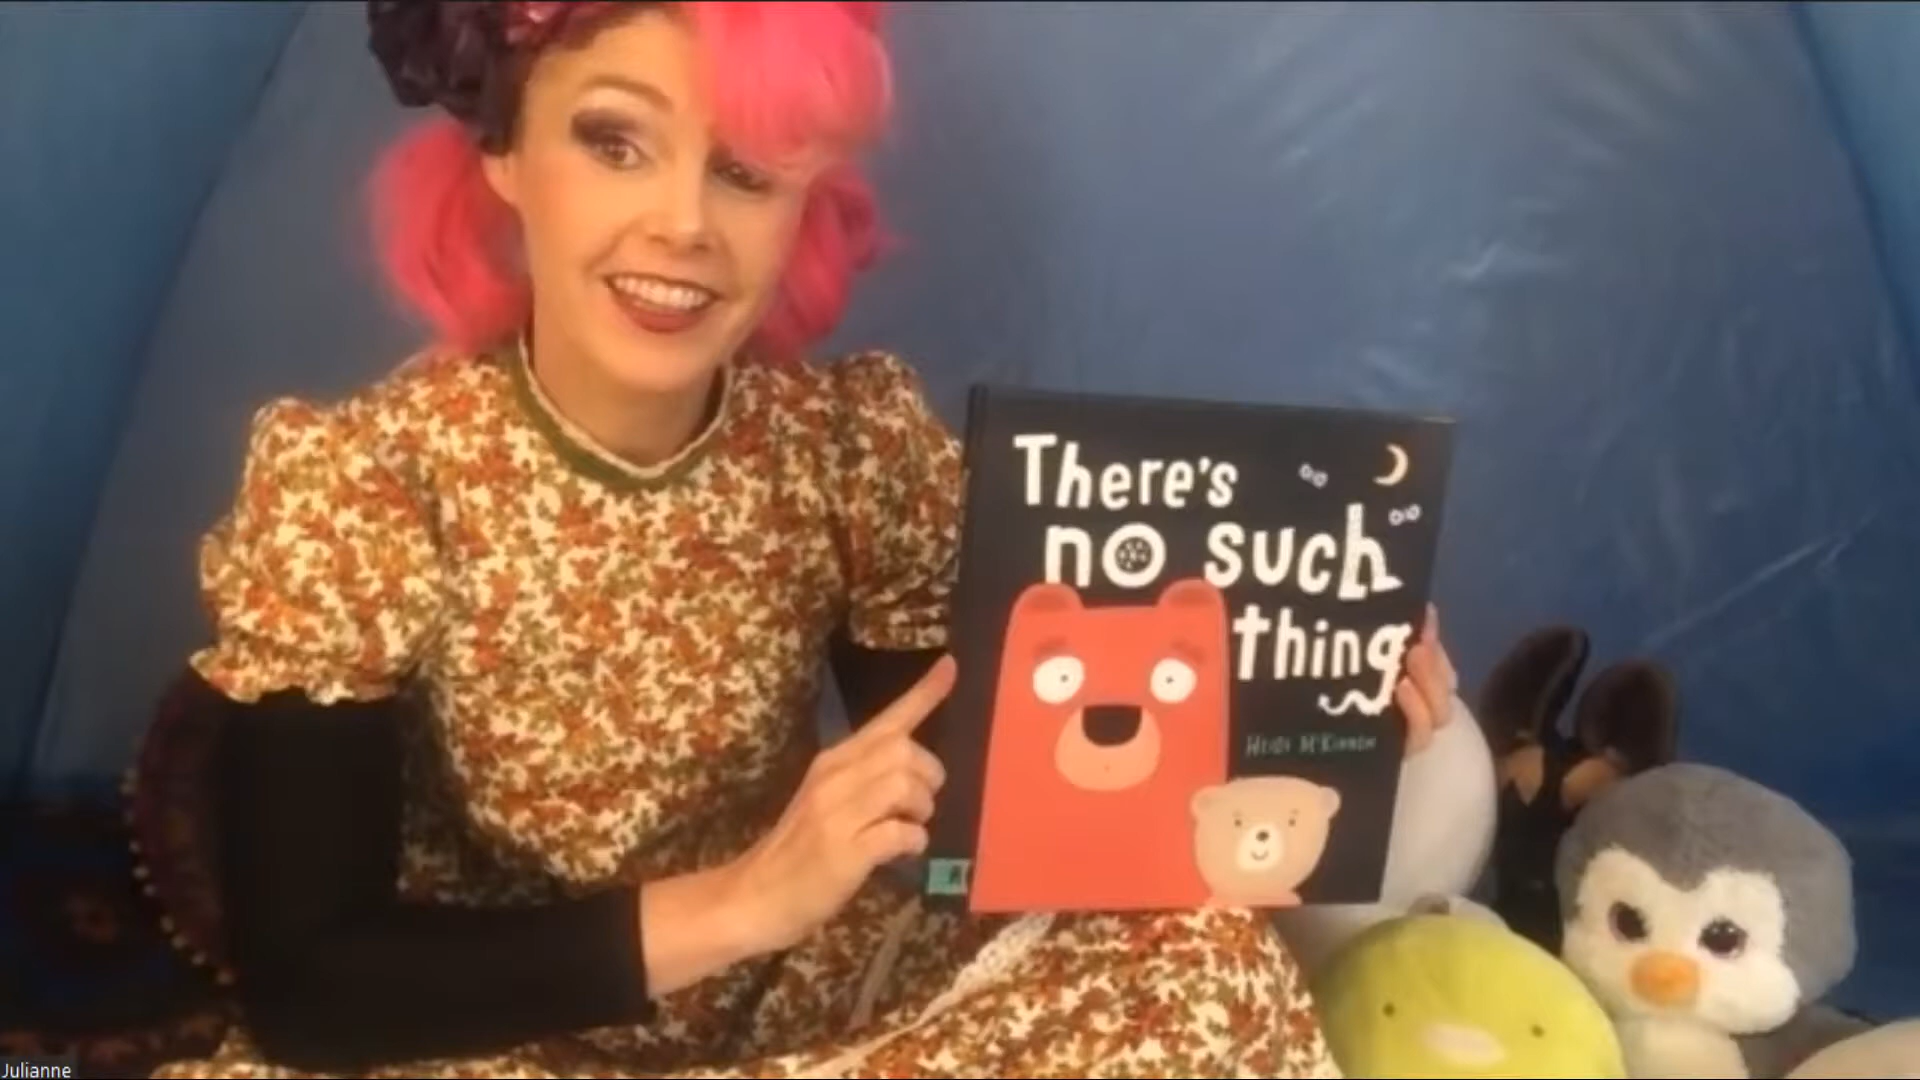 There's
no such
thing
Heidi McKinnon
Julianne